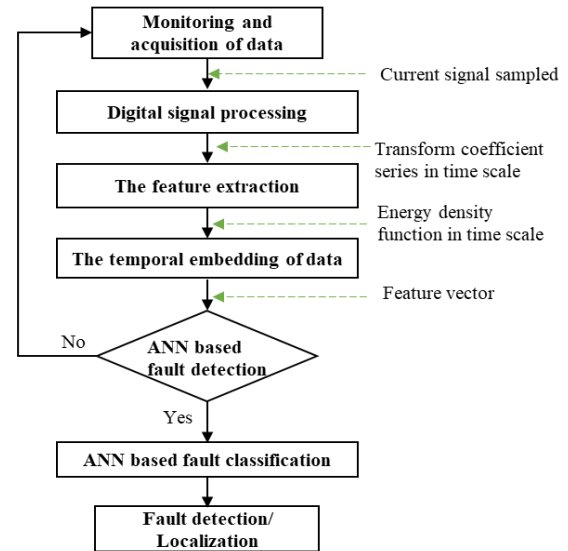 Monitoring and
acquisition of data
Current signal sampled
Digital signal processing
Transform coefficient
series in time scale
The feature extraction
Energy density
function in time scale
The temporal embedding of data
Feature vector
No
ANN based
fault detection
Yes
ANN based fault classification
Fault detection/
Localization